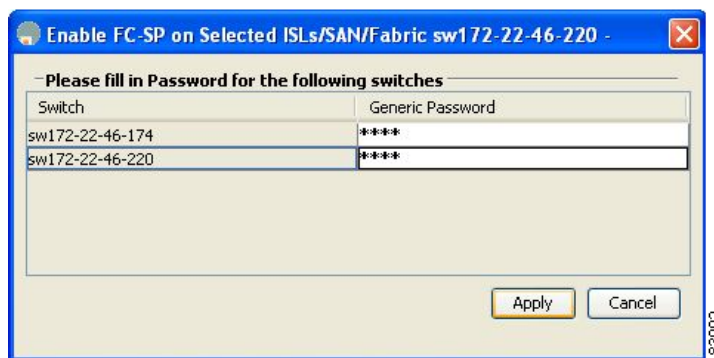 Enable FC-SP on Selected ISLs/SAN/Fabric sw172-22-46-220 -
Please fill in Password for the following switches
Switch Generic Password
sw172-22-46-174 ****
sw172-22-46-220 ****
Apply Cancel